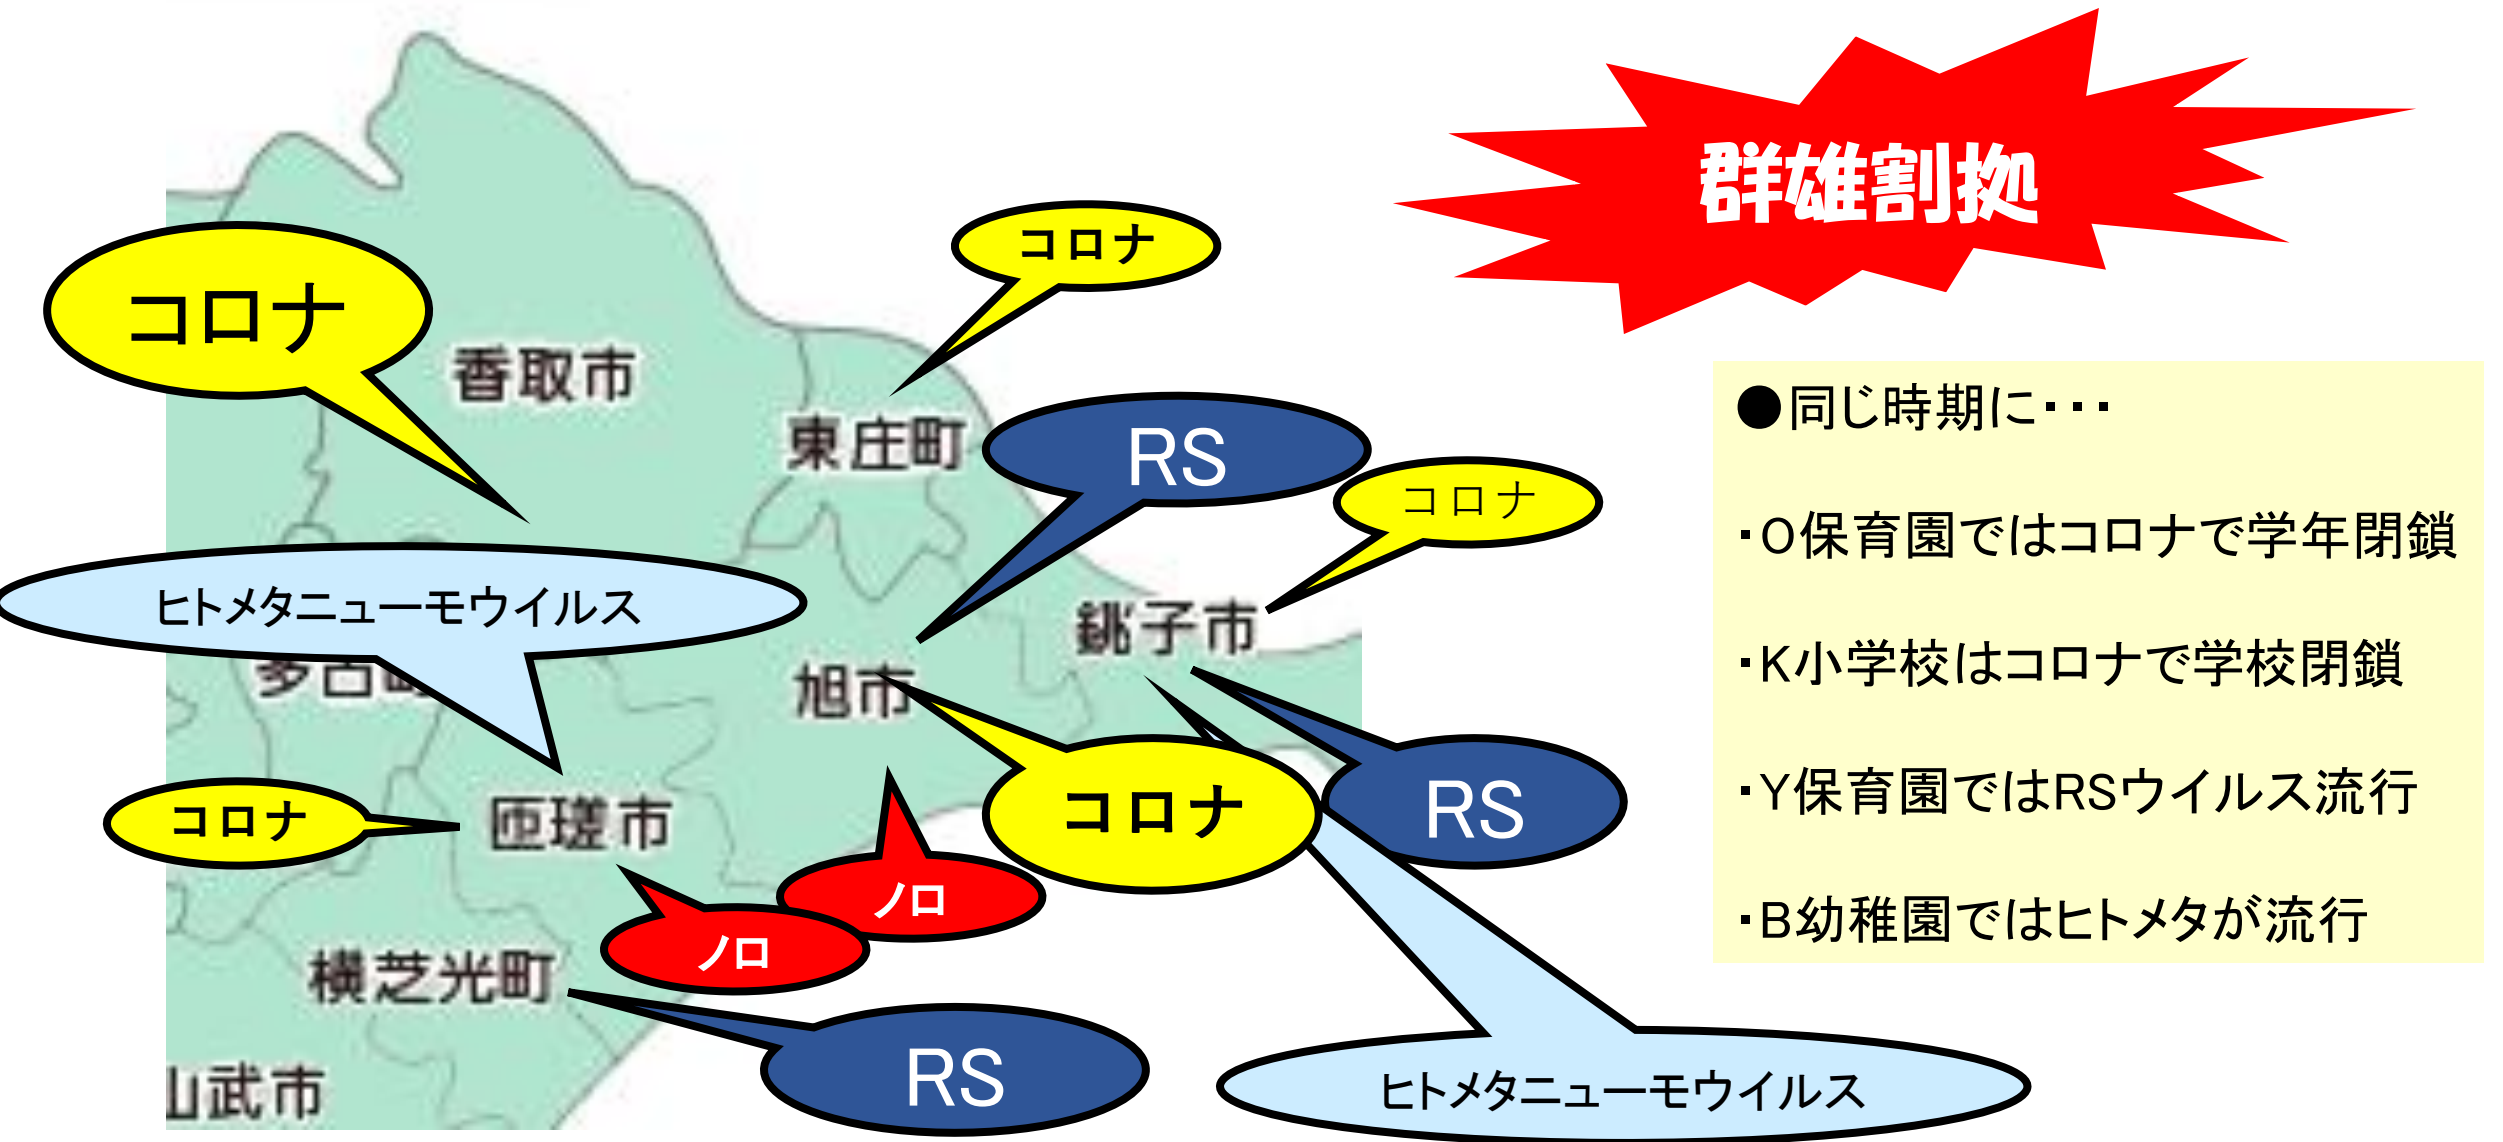 群雄割拠
コロナ
コロナ
香取市
東庄町
RS
コロナ
ヒトメタニューモウイルス
銚子市
多古町
旭市
コロナ
匝瑳市
コロナ
RS
ノロ
ノロ
横芝光町
RS
山武市
ヒトメタニューモウイルス
●同じ時期に・・・
・O保育園ではコロナで学年閉鎖
・K小学校はコロナで学校閉鎖
・Y保育園ではRSウイルス流行
・B幼稚園ではヒトメタが流行